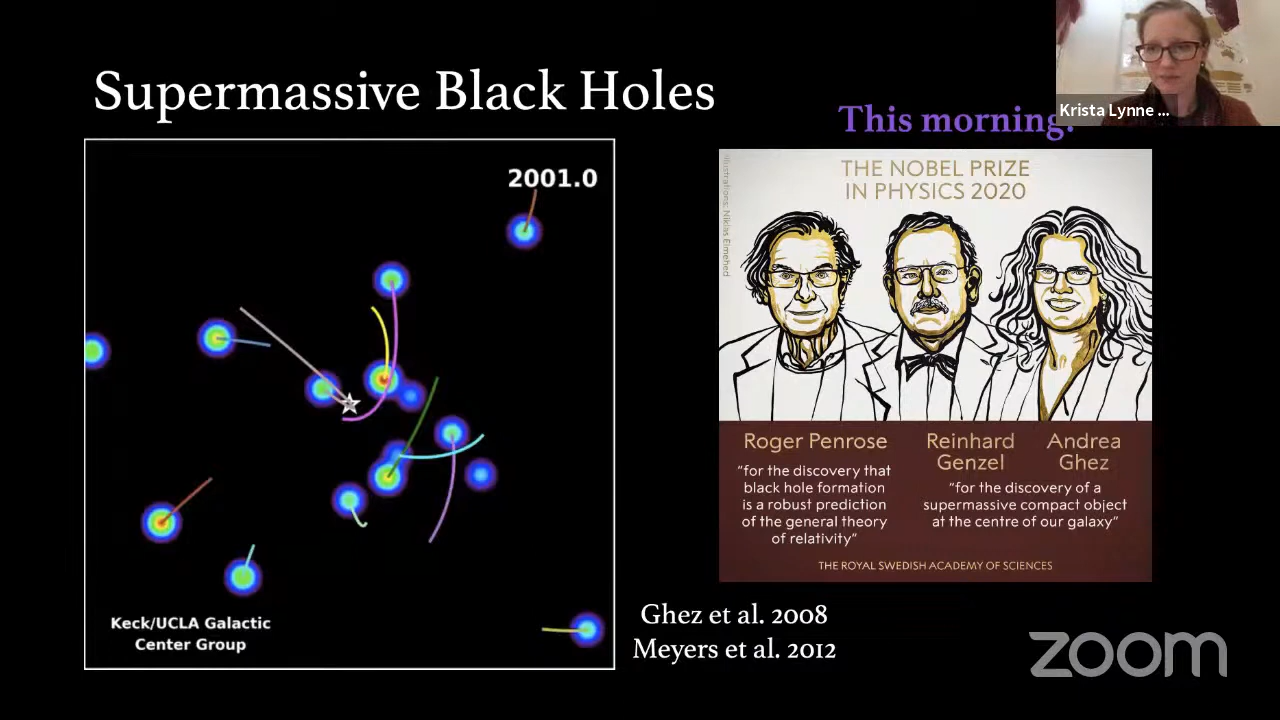 Supermassive Black Holes
This morning!
Krista Lynne ...
2001.0
Keck/UCLA Galactic
Center Group
Illustrations: Niklas Elmehed
THE NOBEL PRIZE
IN PHYSICS 2020
Roger Penrose
“for the discovery that
black hole formation
is a robust prediction
of the general theory
of relativity”
Reinhard
Genzel
Andrea
Ghez
“for the discovery of a
supermassive compact object
at the centre of our galaxy”
THE ROYAL SWEDISH ACADEMY OF SCIENCES
Ghez et al. 2008
Meyers et al. 2012
zoom